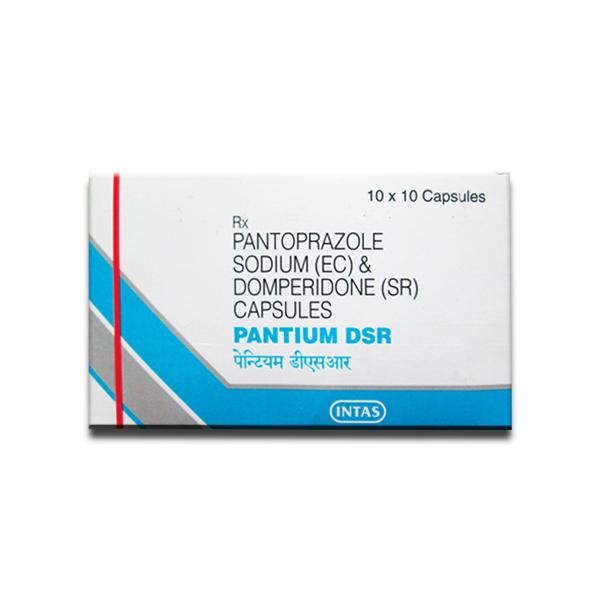 10 x 10 Capsules
Rx
PANTOPRAZOLE
SODIUM (EC) &
DOMPERIDONE (SR)
CAPSULES
PANTIUM DSR
पेन्टियम डीएसआर
INTAS